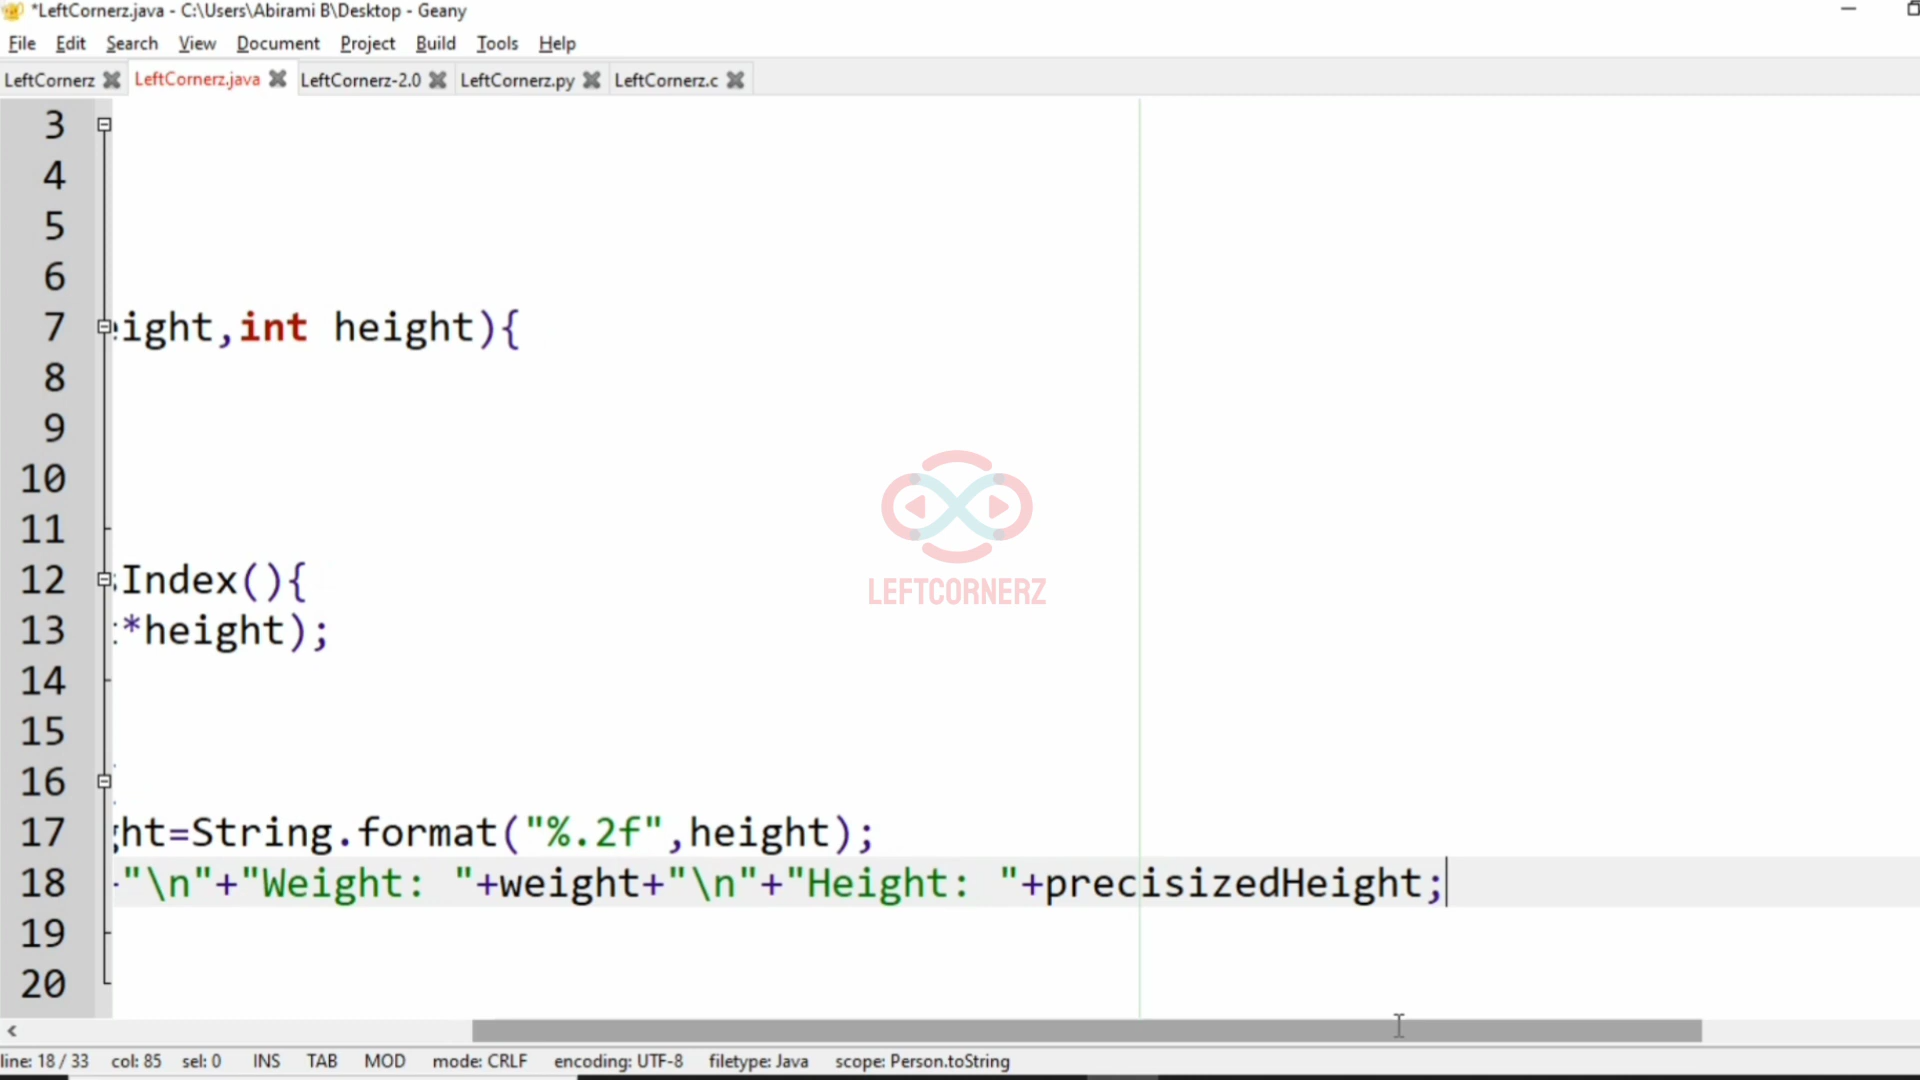 *LeftCornerz.java - C:\Users\Abirami B\Desktop - Geany
File Edit Search View Document Project Build Tools Help
LeftCornerz LeftCornerz.java LeftCornerz-2.0 LeftCornerz.py LeftCornerz.c
3
4
5
6
7 eight,int height){
8
9
10
11
12 sIndex(){
13 *height);
14
15
16
17 ght=String.format("%.2f",height);
18 +"\n"+"Weight: "+weight+"\n"+"Height: "+precisizedHeight;
19
20
LEFTCORNERZ
line: 18 / 33 col: 85 sel: 0 INS TAB MOD mode: CRLF encoding: UTF-8 filetype: Java scope: Person.toString